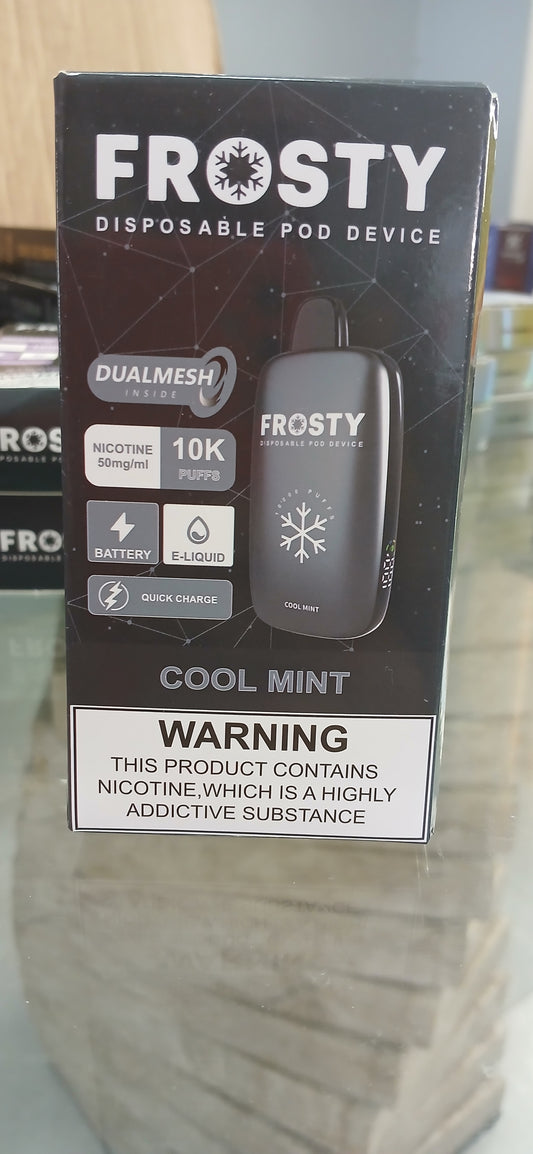 FROSTY
DISPOSABLE POD DEVICE
DUALMESH
INSIDE
NICOTINE
50mg/ml
10K
PUFFS
BATTERY
E-LIQUID
QUICK CHARGE
FROSTY
DISPOSABLE POD DEVICE
PUFFS
COOL MINT
COOL MINT
WARNING
THIS PRODUCT CONTAINS
NICOTINE,WHICH IS A HIGHLY
ADDICTIVE SUBSTANCE